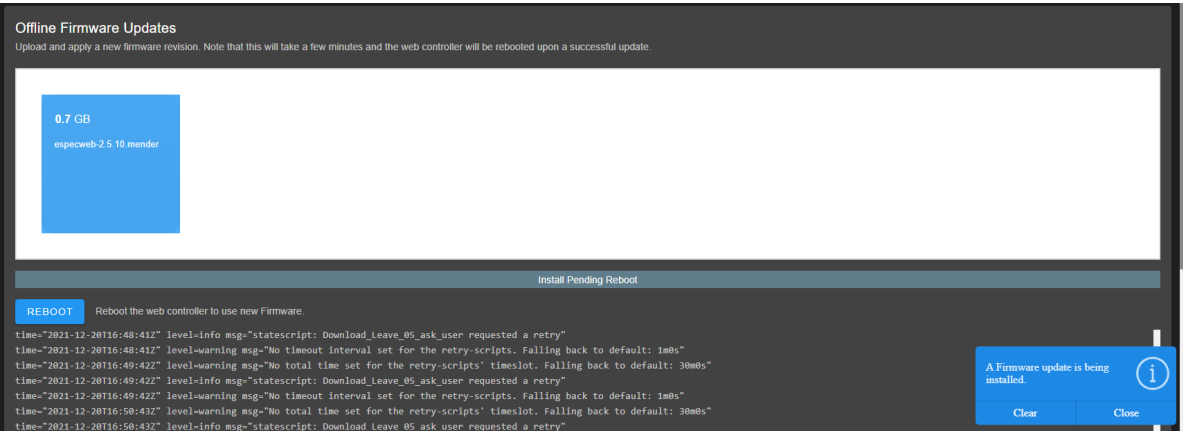 Offline Firmware Updates
Upload and apply a new firmware revision. Note that this will take a few minutes and the web controller will be rebooted upon a successful update.
0.7 GB
especweb-2.5.10.mender
Install Pending Reboot
REBOOT Reboot the web controller to use new Firmware.
time="2021-12-20T16:48:41Z" level=info msg="statescript: Download_Leave_05_ask_user requested a retry"
time="2021-12-20T16:48:41Z" level=warning msg="No timeout interval set for the retry-scripts. Falling back to default: 1m0s"
time="2021-12-20T16:49:42Z" level=warning msg="No total time set for the retry-scripts' timeslot. Falling back to default: 30m0s"
time="2021-12-20T16:49:42Z" level=info msg="statescript: Download_Leave_05_ask_user requested a retry"
time="2021-12-20T16:49:42Z" level=warning msg="No timeout interval set for the retry-scripts. Falling back to default: 1m0s"
time="2021-12-20T16:50:43Z" level=warning msg="No total time set for the retry-scripts' timeslot. Falling back to default: 30m0s"
time="2021-12-20T16:50:43Z" level=info msg="statescript: Download_Leave_05_ask_user requested a retry"
A Firmware update is being
installed.
Clear Close